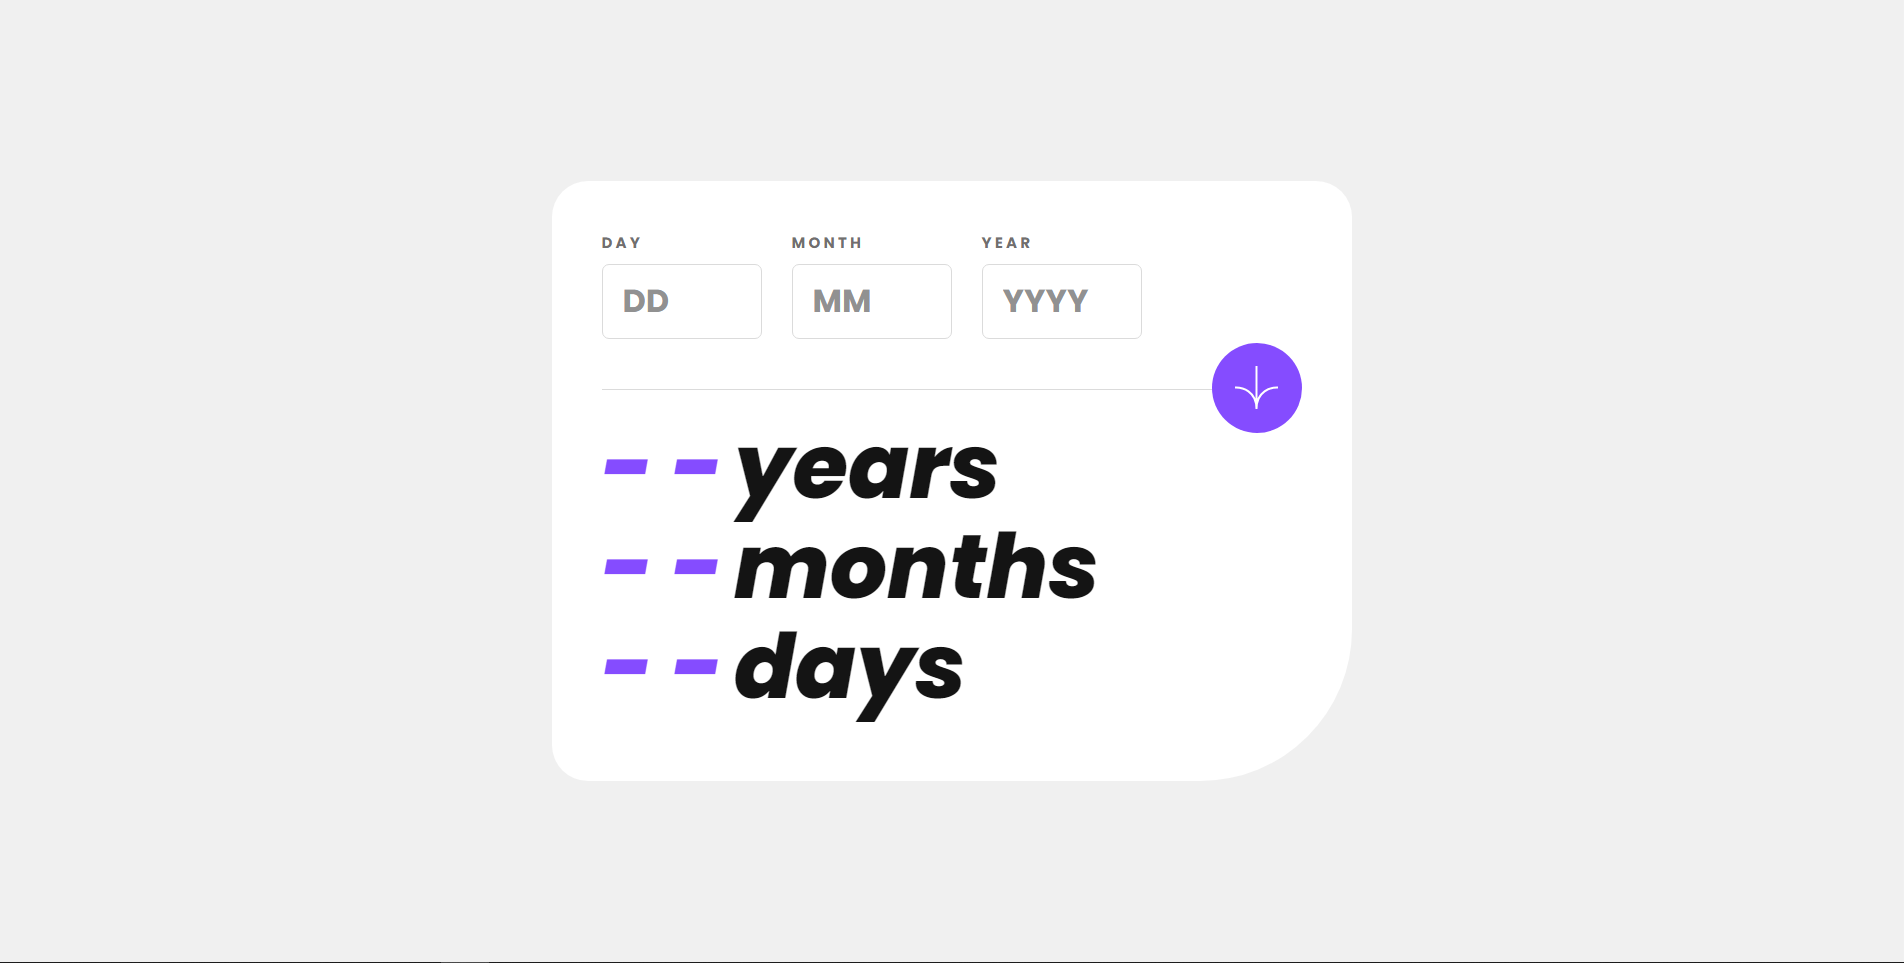 DAY MONTH YEAR
DD MM YYYY
- - years
- - months
- - days